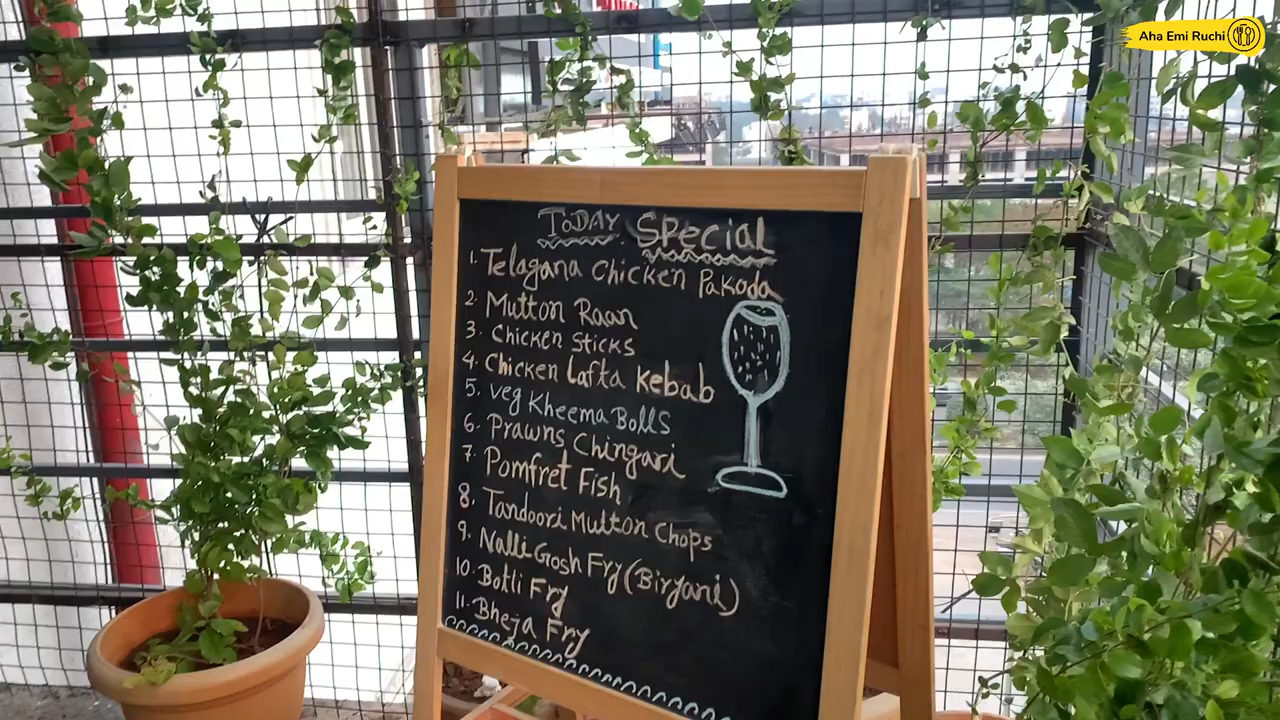 Aha Emi Ruchi
ToDAY SPecial
1. Telagana Chicken Pakoda
2. Mutton Raan
3. Chicken Sticks
4. Chicken Lafta Kebab
5. veg Kheema Bolls
6. Prawns Chingari
7. Pomfret Fish
8. Tandoori Mutton Chops
9. Nalli Gosh Fry (Biryani)
10. Botli Fry
11. Bheja Fry